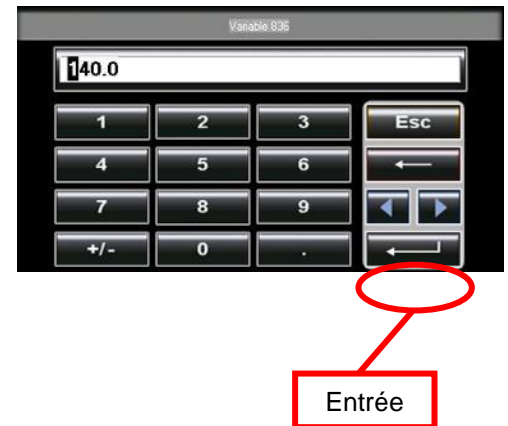 Variable 836
140.0
1 2 3 Esc
4 5 6
7 8 9
+/- 0 .
Entrée